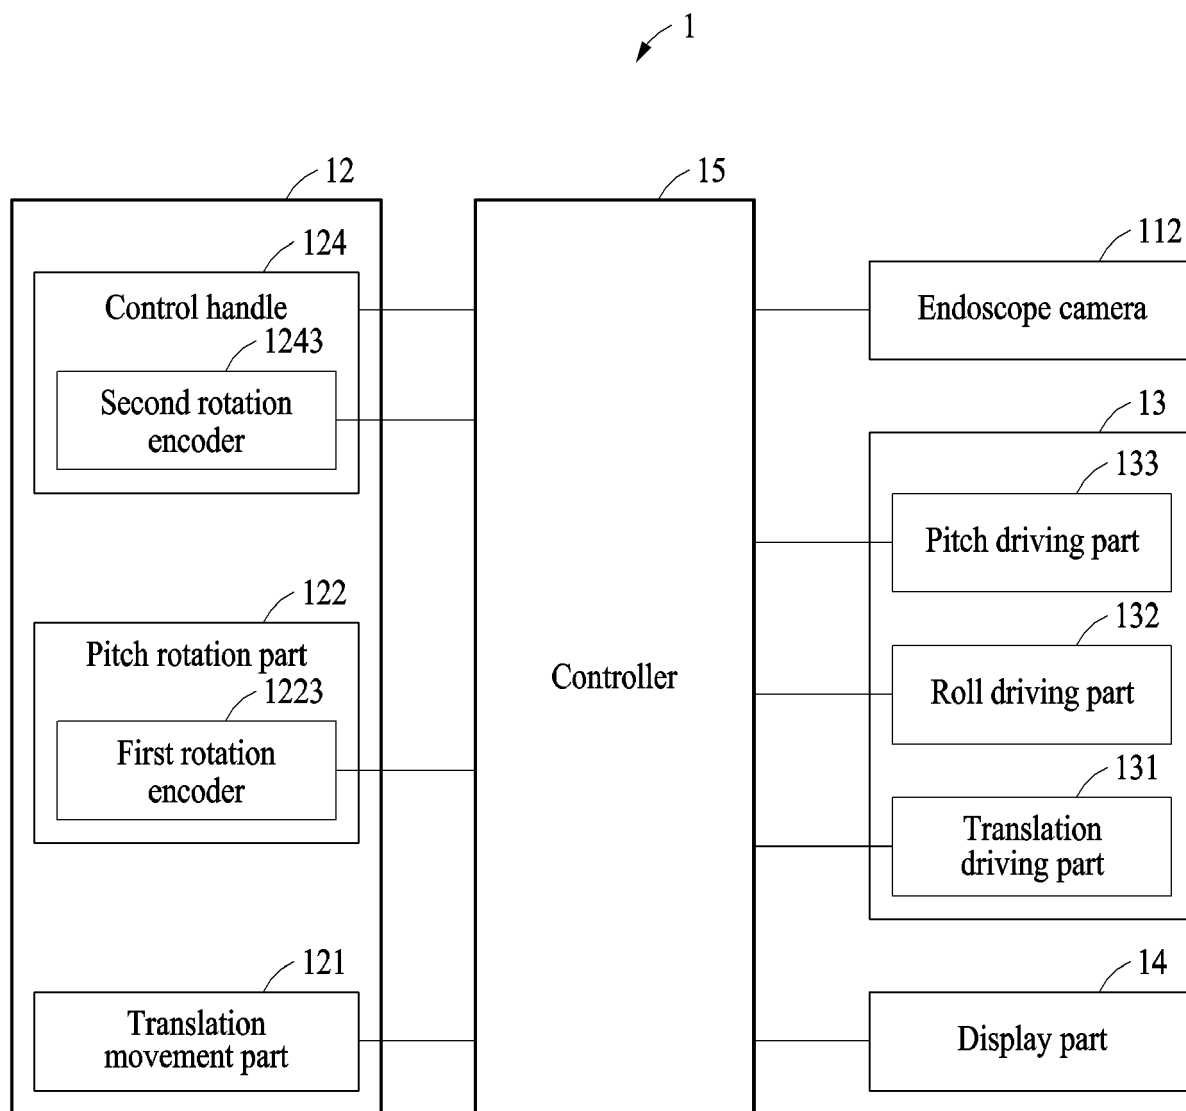 1
12
15
124
Control handle
1243
Second rotation
encoder
122
Pitch rotation part
1223
First rotation
encoder
121
Translation
movement part
Controller
112
Endoscope camera
13
133
Pitch driving part
132
Roll driving part
131
Translation
driving part
14
Display part